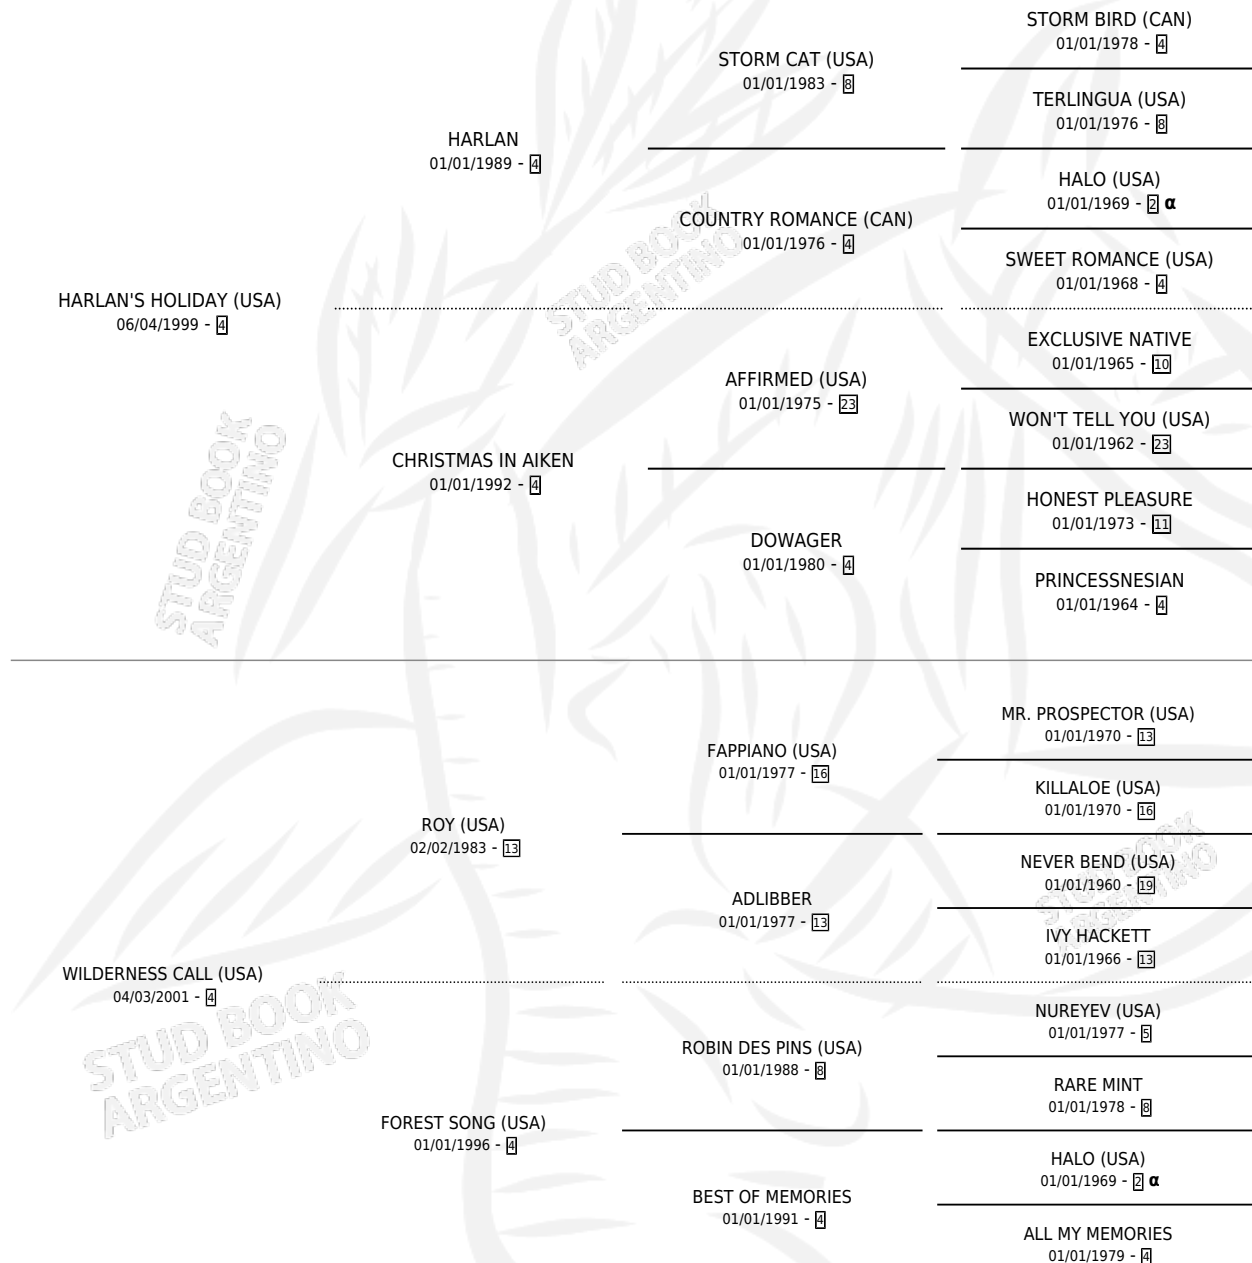 STORM BIRD (CAN)
01/01/1978 - 4
STORM CAT (USA)
01/01/1983 - 8
TERLINGUA (USA)
01/01/1976 - 8
HARLAN
01/01/1989 - 4
HALO (USA)
01/01/1969 - 2 α
COUNTRY ROMANCE (CAN)
01/01/1976 - 4
SWEET ROMANCE (USA)
01/01/1968 - 4
HARLAN'S HOLIDAY (USA)
06/04/1999 - 4
EXCLUSIVE NATIVE
01/01/1965 - 10
AFFIRMED (USA)
01/01/1975 - 23
WON'T TELL YOU (USA)
01/01/1962 - 23
CHRISTMAS IN AIKEN
01/01/1992 - 4
HONEST PLEASURE
01/01/1973 - 11
DOWAGER
01/01/1980 - 4
PRINCESSNESIAN
01/01/1964 - 4
STUD BOOK
ARGENTINO
STUD BOOK
ARGENTINO
MR. PROSPECTOR (USA)
01/01/1970 - 13
FAPPIANO (USA)
01/01/1977 - 16
KILLALOE (USA)
01/01/1970 - 16
ROY (USA)
02/02/1983 - 13
NEVER BEND (USA)
01/01/1960 - 19
ADLIBBER
01/01/1977 - 13
IVY HACKETT
01/01/1966 - 13
WILDERNESS CALL (USA)
04/03/2001 - 4
NUREYEV (USA)
01/01/1977 - 5
ROBIN DES PINS (USA)
01/01/1988 - 8
RARE MINT
01/01/1978 - 8
FOREST SONG (USA)
01/01/1996 - 4
HALO (USA)
01/01/1969 - 2 α
BEST OF MEMORIES
01/01/1991 - 4
ALL MY MEMORIES
01/01/1979 - 4
STUD BOOK
ARGENTINO
STUD BOOK
ARGENTINO